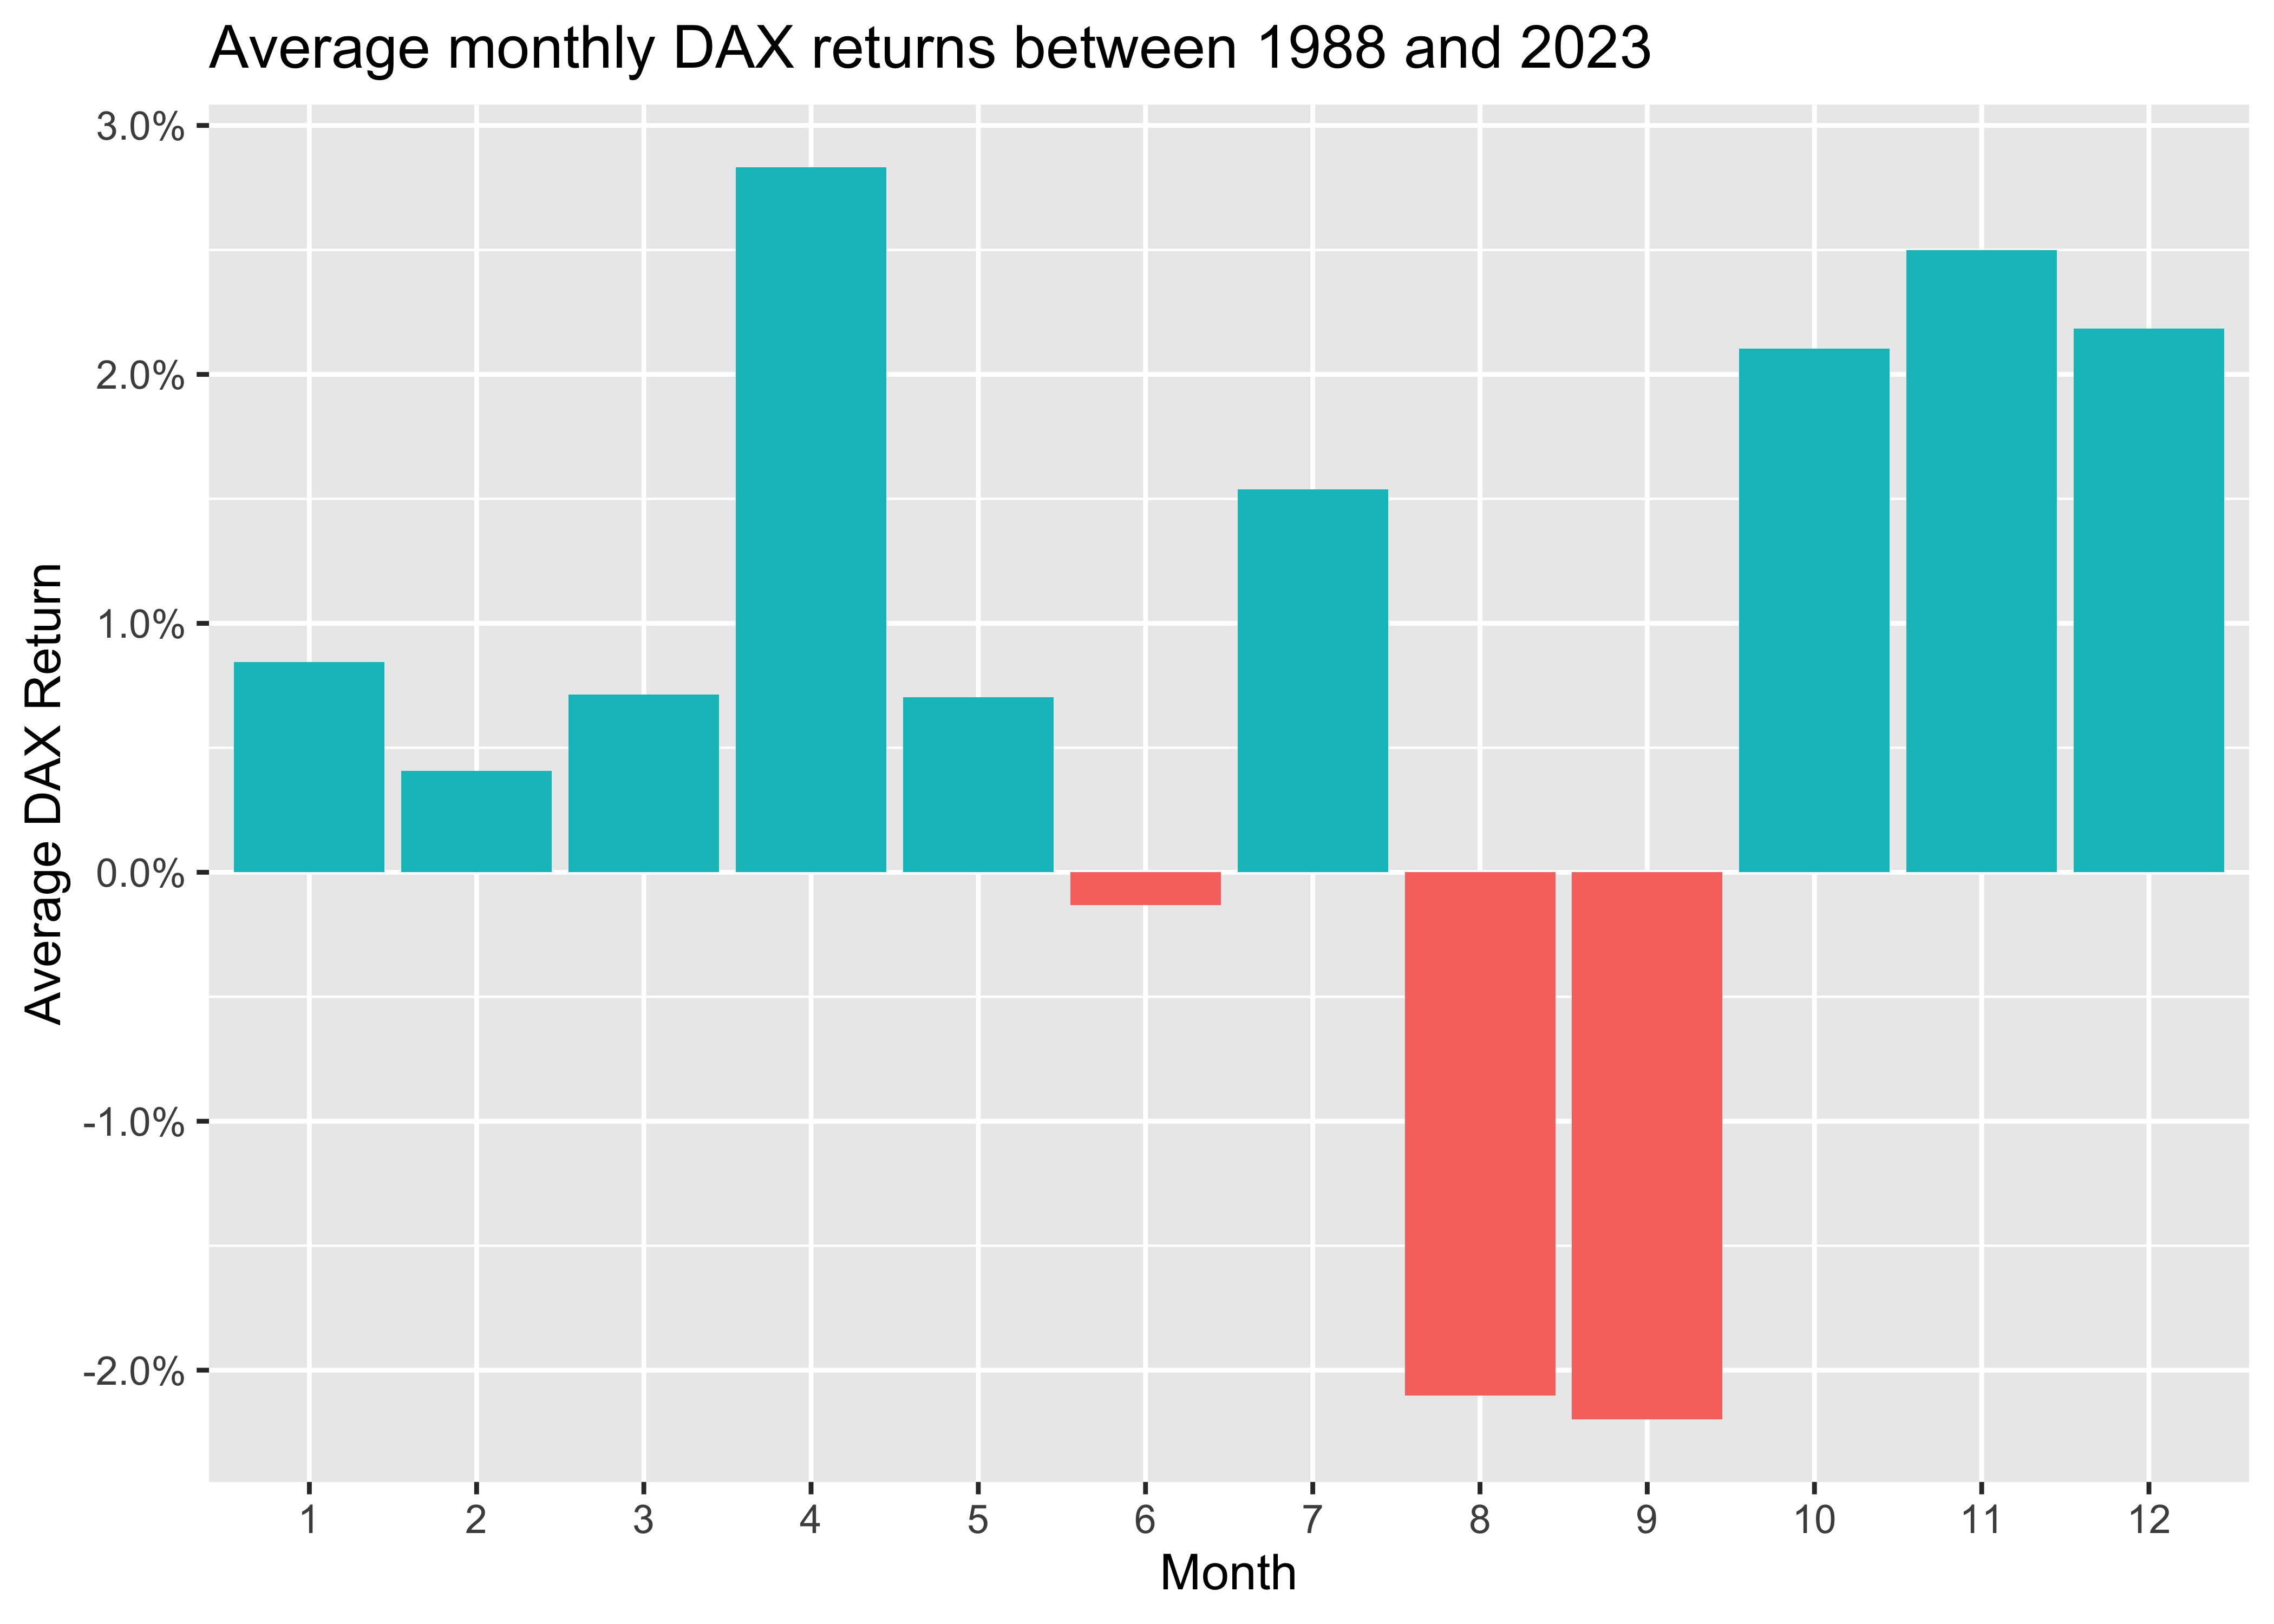 Average monthly DAX returns between 1988 and 2023
3.0%
2.0%
1.0%
0.0%
-1.0%
-2.0%
Average DAX Return
1 2 3 4 5 6 7 8 9 10 11 12
Month